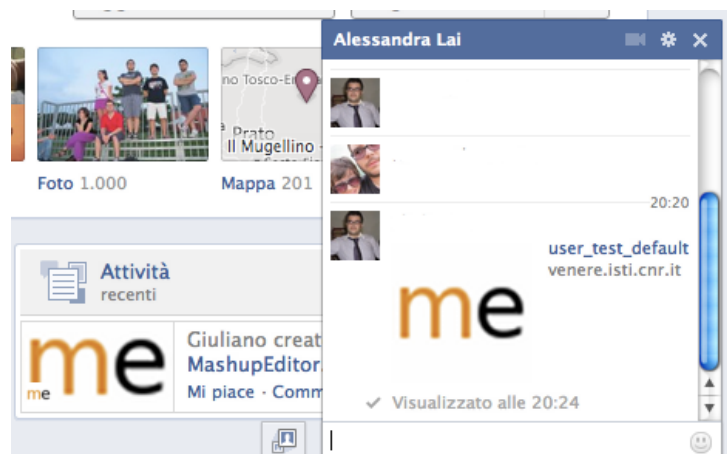 Alessandra Lai
no Tosco-E
Prato
Il Mugellino
Foto 1.000
Mappa 201
20:20
user_test_default
venere.isti.cnr.it
me
Attività
recenti
me
me
Giuliano creat
MashupEditor
Mi piace · Comm
Visualizzato alle 20:24